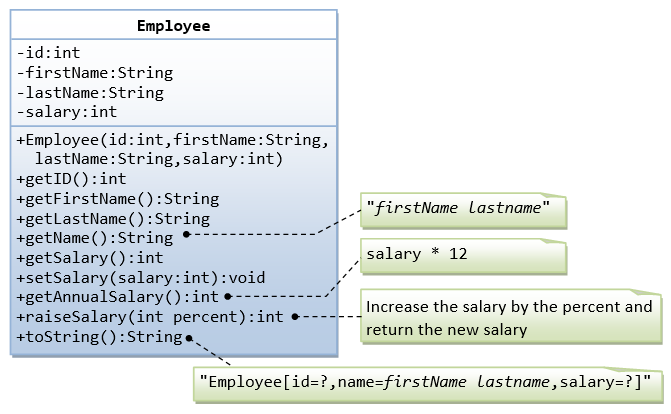 Employee
-id:int
-firstName:String
-lastName:String
-salary:int
+Employee(id:int,firstName:String,
lastName:String,salary:int)
+getID():int
+getFirstName():String
+getLastName():String
+getName():String
+getSalary():int
+setSalary(salary:int):void
+getAnnualSalary():int
+raiseSalary(int percent):int
+toString():String
"firstName lastname"
salary * 12
Increase the salary by the percent and
return the new salary
"Employee[id=?,name=firstName lastname,salary=?]"